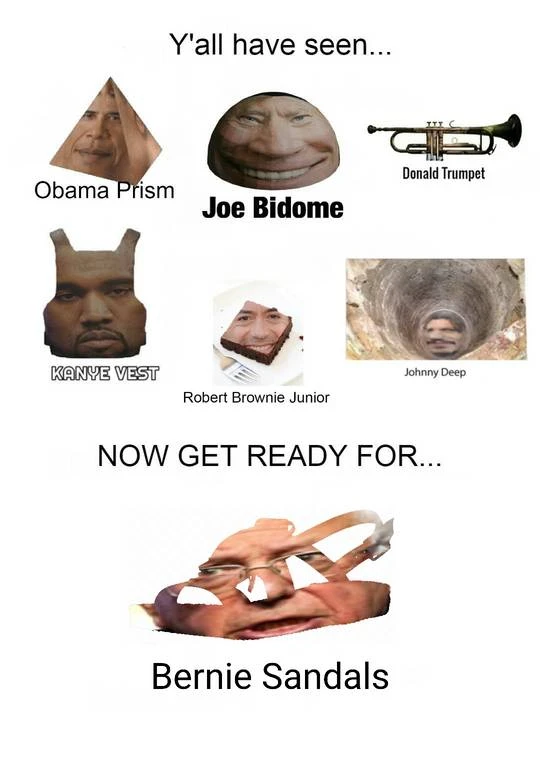 Y'all have seen...
Obama Prism
Joe Bidome
Donald Trumpet
KANYE VEST
Robert Brownie Junior
Johnny Deep
NOW GET READY FOR...
Bernie Sandals